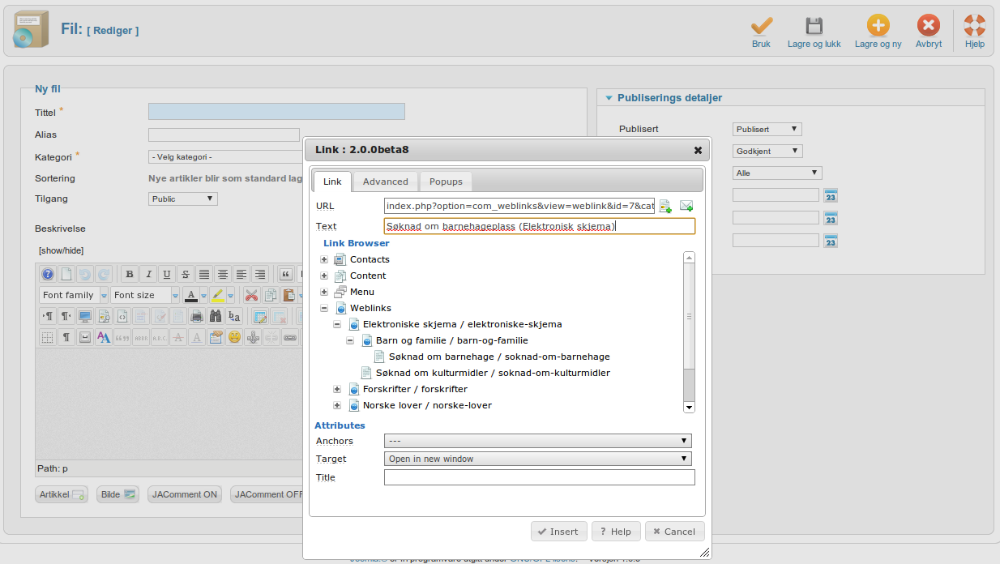 Fil: [ Rediger ]
Bruk
Lagre og lukk
Lagre og ny
Avbryt
Hjelp
Ny fil
Tittel *
Alias
Kategori *
- Velg kategori -
Sortering
Nye artikler blir som standard lag
Tilgang
Public
Beskrivelse
[show/hide]
Font family
Font size
Path: p
Artikkel
Bilde
JAComment ON
JAComment OFF
Publiserings detaljer
Publisert
Publisert
Godkjent
Alle
23
23
23
Link : 2.0.0beta8
Link
Advanced
Popups
URL
index.php?option=com_weblinks&view=weblink&id=7&cat
Text
Søknad om barnehageplass (Elektronisk skjema)
Link Browser
Contacts
Content
Menu
Weblinks
Elektroniske skjema / elektroniske-skjema
Barn og familie / barn-og-familie
Søknad om barnehage / soknad-om-barnehage
Søknad om kulturmidler / soknad-om-kulturmidler
Forskrifter / forskrifter
Norske lover / norske-lover
Attributes
Anchors
---
Target
Open in new window
Title
Insert
Help
Cancel